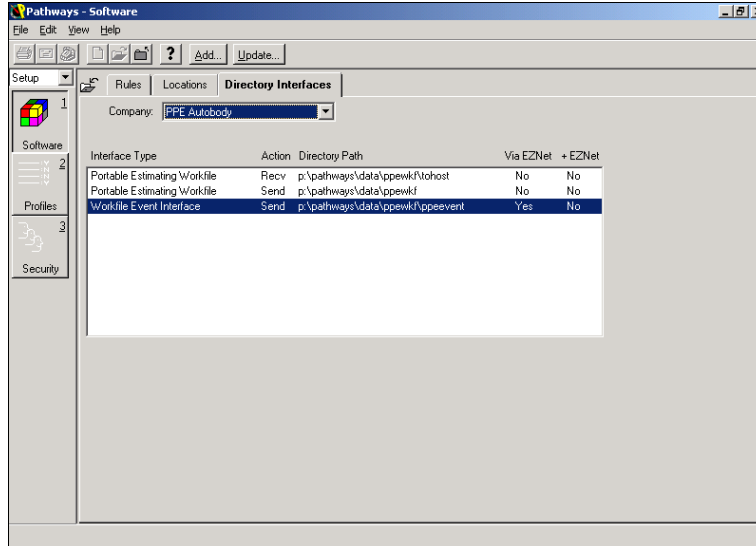 Pathways - Software
File Edit View Help
? Add... Update...
Setup
Rules Locations Directory Interfaces
Company: PPE Autobody
1
Software
2
Profiles
3
Security
Interface Type Action Directory Path Via EZNet + EZNet
Portable Estimating Workfile Recv p:\pathways\data\ppewkf\tohost No No
Portable Estimating Workfile Send p:\pathways\data\ppewkf No No
Workfile Event Interface Send p:\pathways\data\ppewkf\ppeevent Yes No